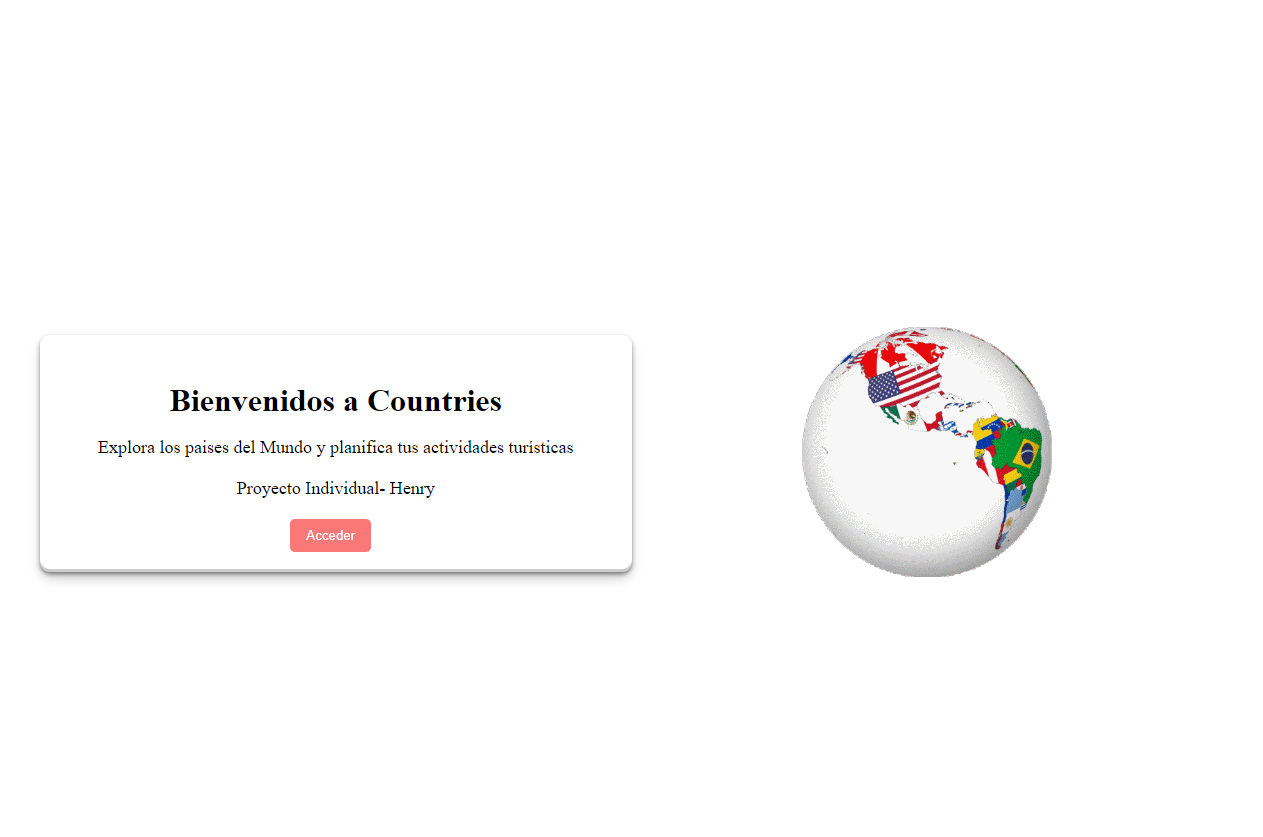 Bienvenidos a Countries
Explora los paises del Mundo y planifica tus actividades turísticas
Proyecto Individual- Henry
Acceder